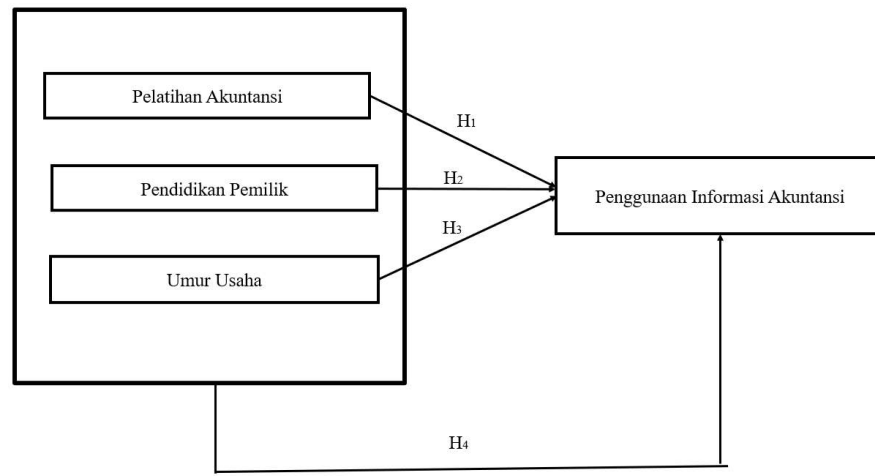 Pelatihan Akuntansi
H1
Pendidikan Pemilik
H2
Penggunaan Informasi Akuntansi
H3
Umur Usaha
H4